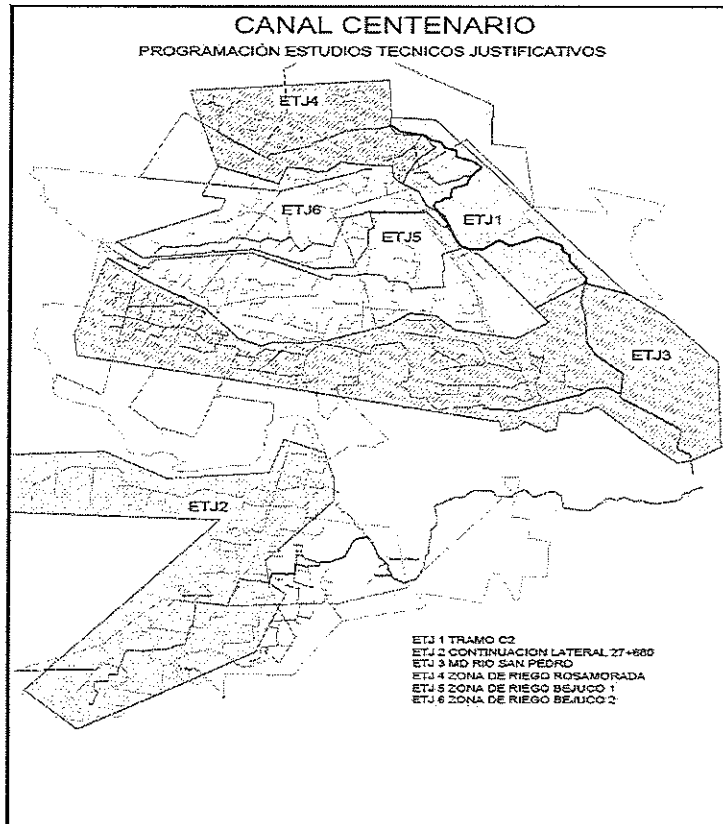 CANAL CENTENARIO
PROGRAMACIÓN ESTUDIOS TECNICOS JUSTIFICATIVOS
ETJ4
ETJ6
ETJ1
ETJ5
ETJ3
ETJ2
ETJ 1 TRAMO C2
ETJ 2 CONTINUACION LATERAL 27+680
ETJ 3 MD RIO SAN PEDRO
ETJ 4 ZONA DE RIEGO ROSAMORADA
ETJ 5 ZONA DE RIEGO BEJUCO 1
ETJ 6 ZONA DE RIEGO BEJUCO 2